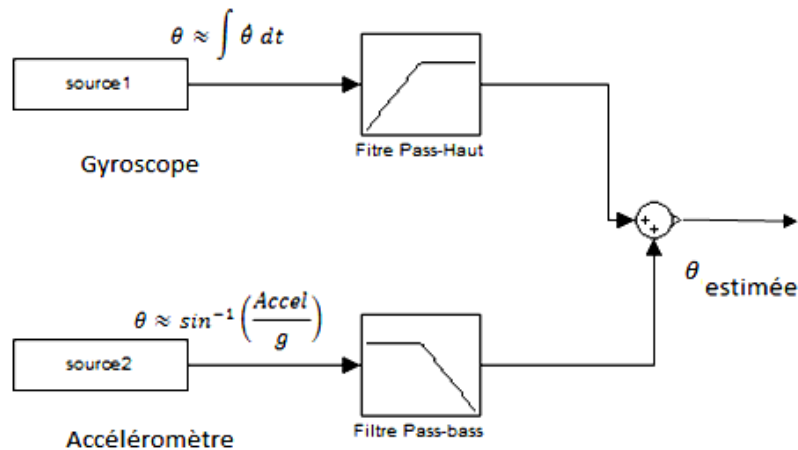 θ ≈ ∫ θ̇ dt
source1
Fitre Pass-Haut
Gyroscope
+
+
θ estimée
θ ≈ sin⁻¹(Accel/g)
source2
Filtre Pass-bass
Accéléromètre